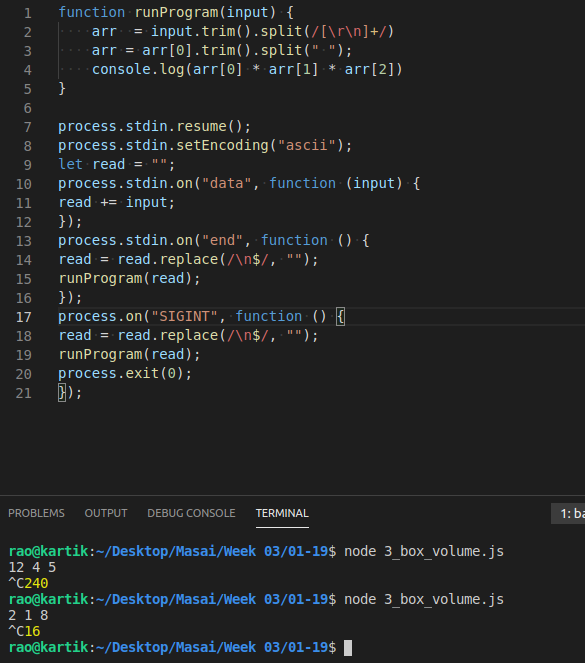 1 function runProgram(input) {
2 arr = input.trim().split(/[\r\n]+/)
3 arr = arr[0].trim().split(" ");
4 console.log(arr[0] * arr[1] * arr[2])
5 }
6
7 process.stdin.resume();
8 process.stdin.setEncoding("ascii");
9 let read = "";
10 process.stdin.on("data", function (input) {
11 read += input;
12 });
13 process.stdin.on("end", function () {
14 read = read.replace(/\n$/, "");
15 runProgram(read);
16 });
17 process.on("SIGINT", function () {
18 read = read.replace(/\n$/, "");
19 runProgram(read);
20 process.exit(0);
21 });
PROBLEMS OUTPUT DEBUG CONSOLE TERMINAL 1: ba
rao@kartik:~/Desktop/Masai/Week 03/01-19$ node 3_box_volume.js
12 4 5
^C240
rao@kartik:~/Desktop/Masai/Week 03/01-19$ node 3_box_volume.js
2 1 8
^C16
rao@kartik:~/Desktop/Masai/Week 03/01-19$